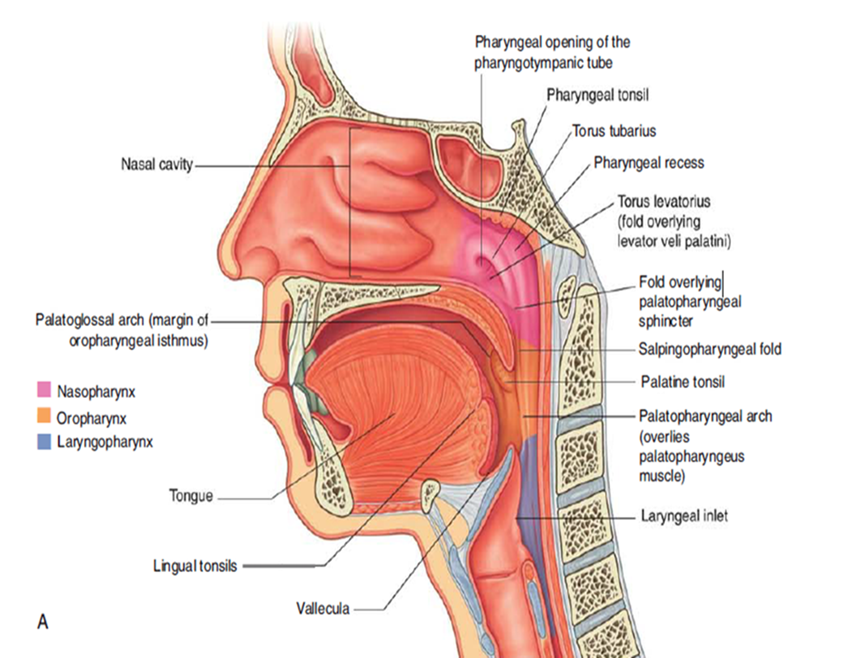 Pharyngeal opening of the
pharyngotympanic tube
Pharyngeal tonsil
Torus tubarius
Nasal cavity
Pharyngeal recess
Torus levatorius
(fold overlying
levator veli palatini)
Fold overlying
palatopharyngeal
sphincter
Palatoglossal arch (margin of
oropharyngeal isthmus)
Salpingopharyngeal fold
Palatine tonsil
Nasopharynx
Oropharynx
Laryngopharynx
Palatopharyngeal arch
(overlies
palatopharyngeus
muscle)
Tongue
Laryngeal inlet
Lingual tonsils
Vallecula
A